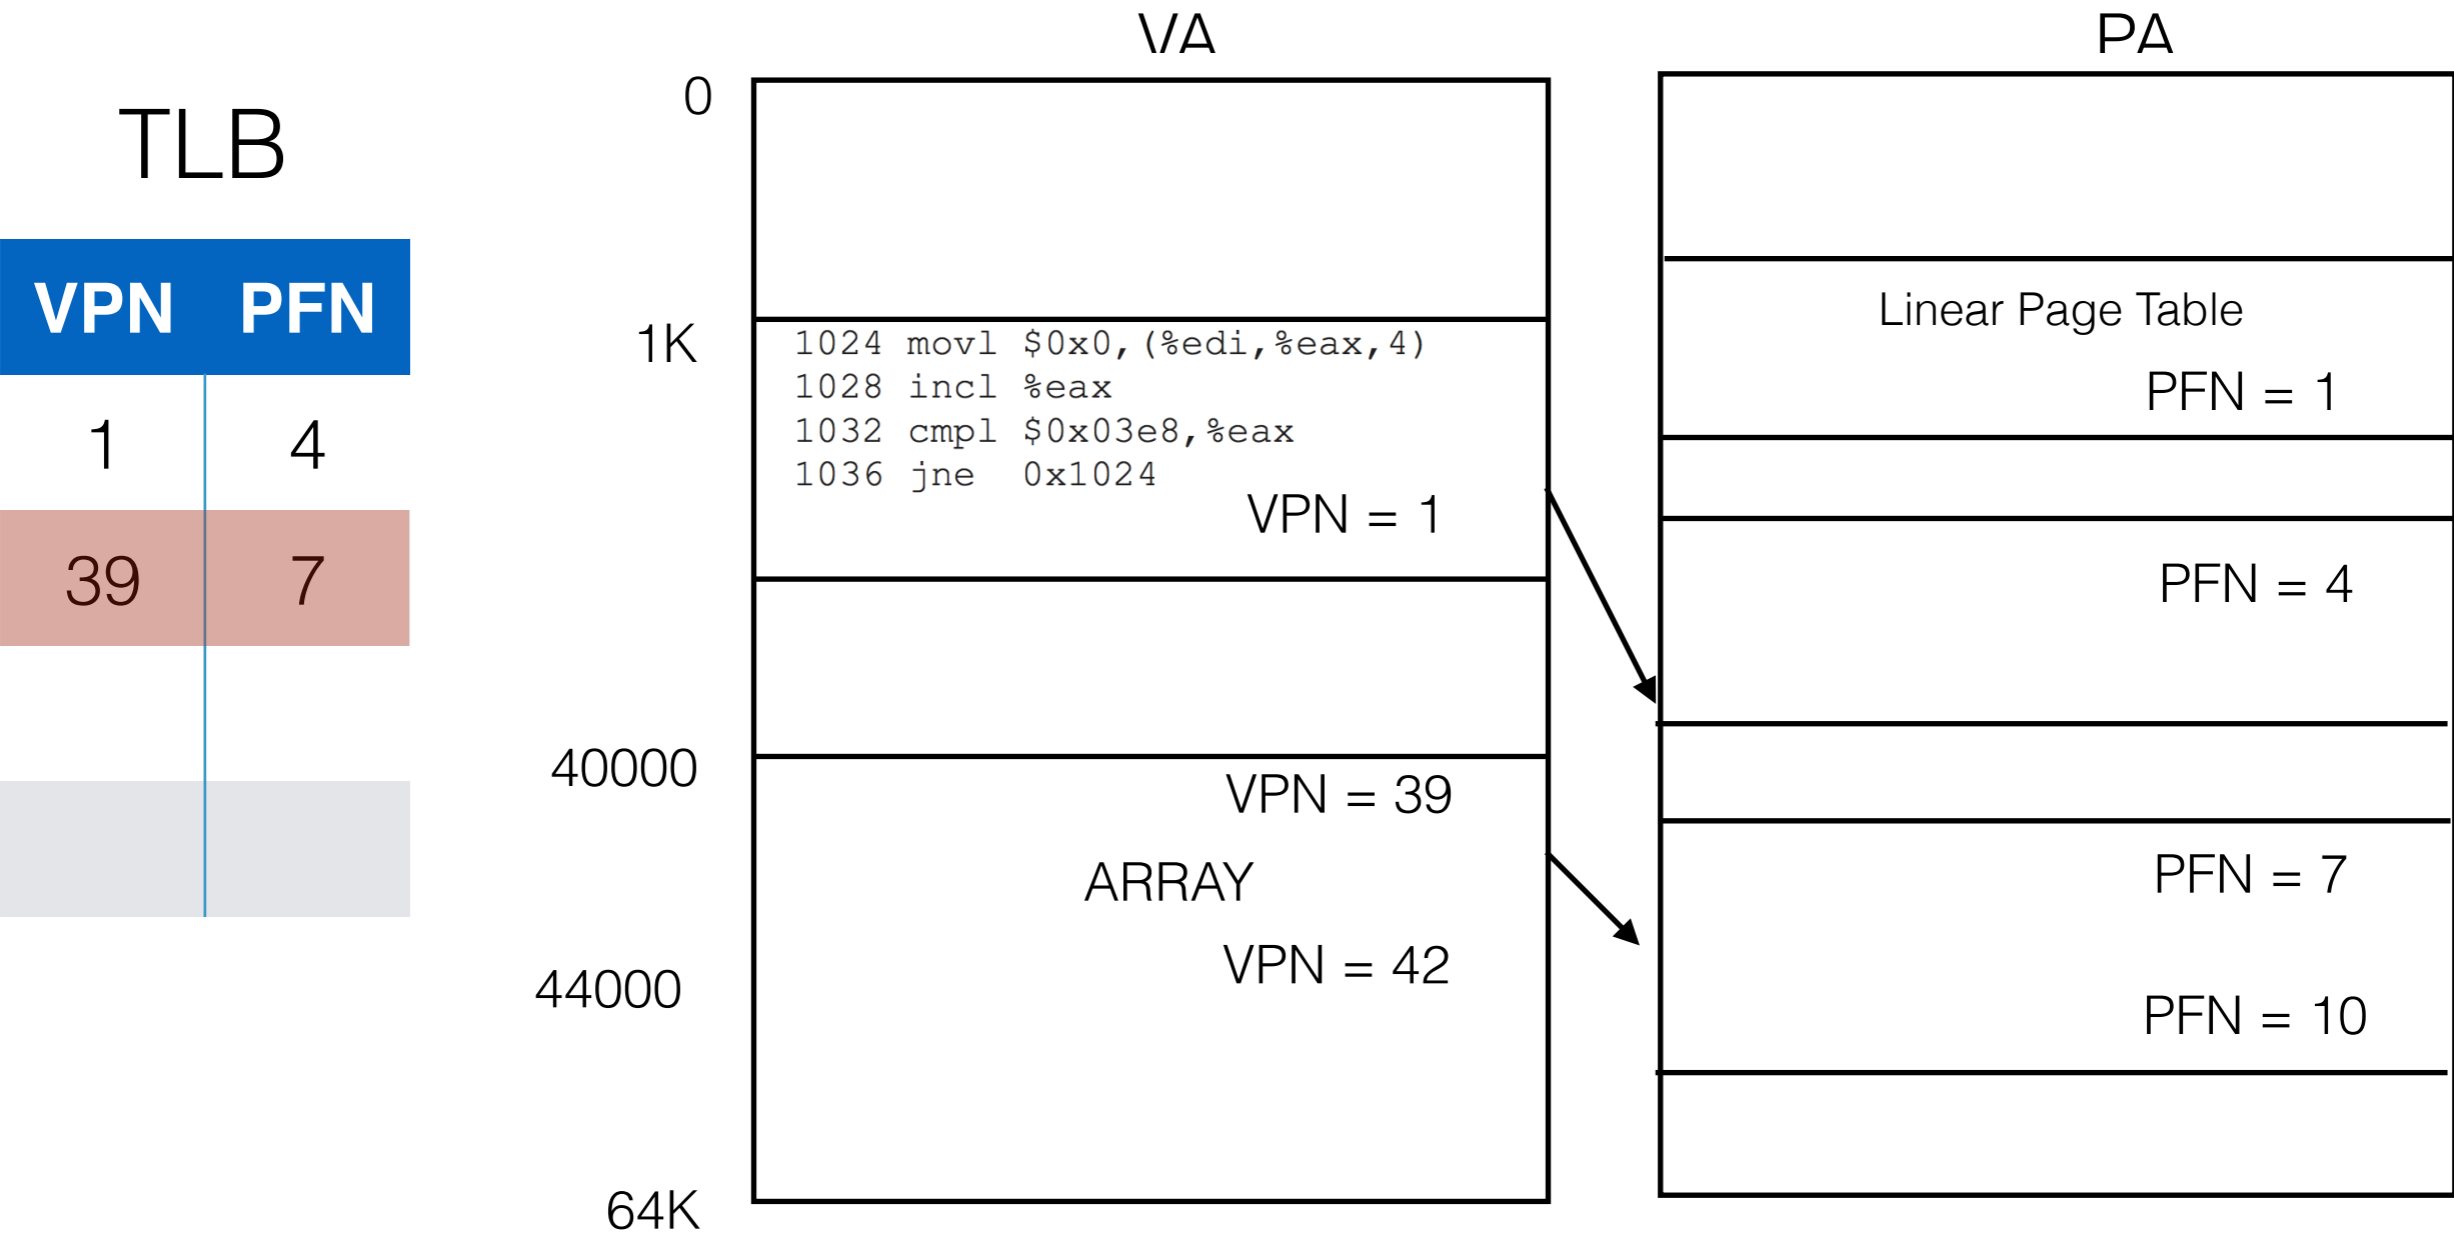 VA
PA
0
TLB
VPN PFN
1 4
39 7
1K
1024 movl $0x0,(%edi,%eax,4)
1028 incl %eax
1032 cmpl $0x03e8,%eax
1036 jne 0x1024
VPN = 1
40000
VPN = 39
ARRAY
VPN = 42
44000
64K
Linear Page Table
PFN = 1
PFN = 4
PFN = 7
PFN = 10